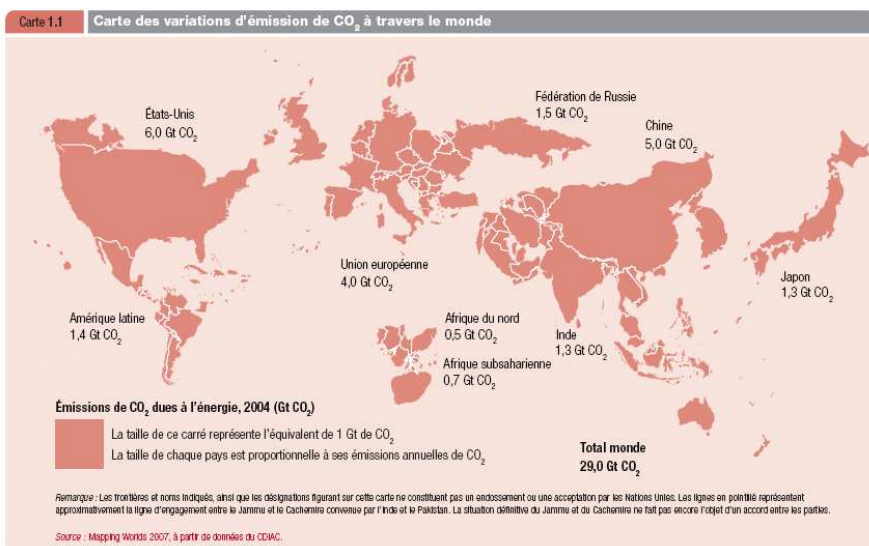 Carte 1.1 Carte des variations d'émission de CO₂ à travers le monde
États-Unis
6,0 Gt CO₂
Fédération de Russie
1,5 Gt CO₂
Chine
5,0 Gt CO₂
Union européenne
4,0 Gt CO₂
Japon
1,3 Gt CO₂
Amérique latine
1,4 Gt CO₂
Afrique du nord
0,5 Gt CO₂
Inde
1,3 Gt CO₂
Afrique subsaharienne
0,7 Gt CO₂
Émissions de CO₂ dues à l'énergie, 2004 (Gt CO₂)
La taille de ce carré représente l'équivalent de 1 Gt de CO₂
La taille de chaque pays est proportionnelle à ses émissions annuelles de CO₂
Total monde
29,0 Gt CO₂
Remarque : Les frontières et noms indiqués, ainsi que les désignations figurant sur cette carte ne constituent pas un endossement ou une acceptation par les Nations Unies. Les lignes en pointillé représentent
approximativement la ligne d'engagement entre le Jammu et le Cachemire convenue par l'Inde et le Pakistan. La situation définitive du Jammu et du Cachemire ne fait pas encore l'objet d'un accord entre les parties.
Source : Mapping Worlds 2007, à partir de données du CDIAC.